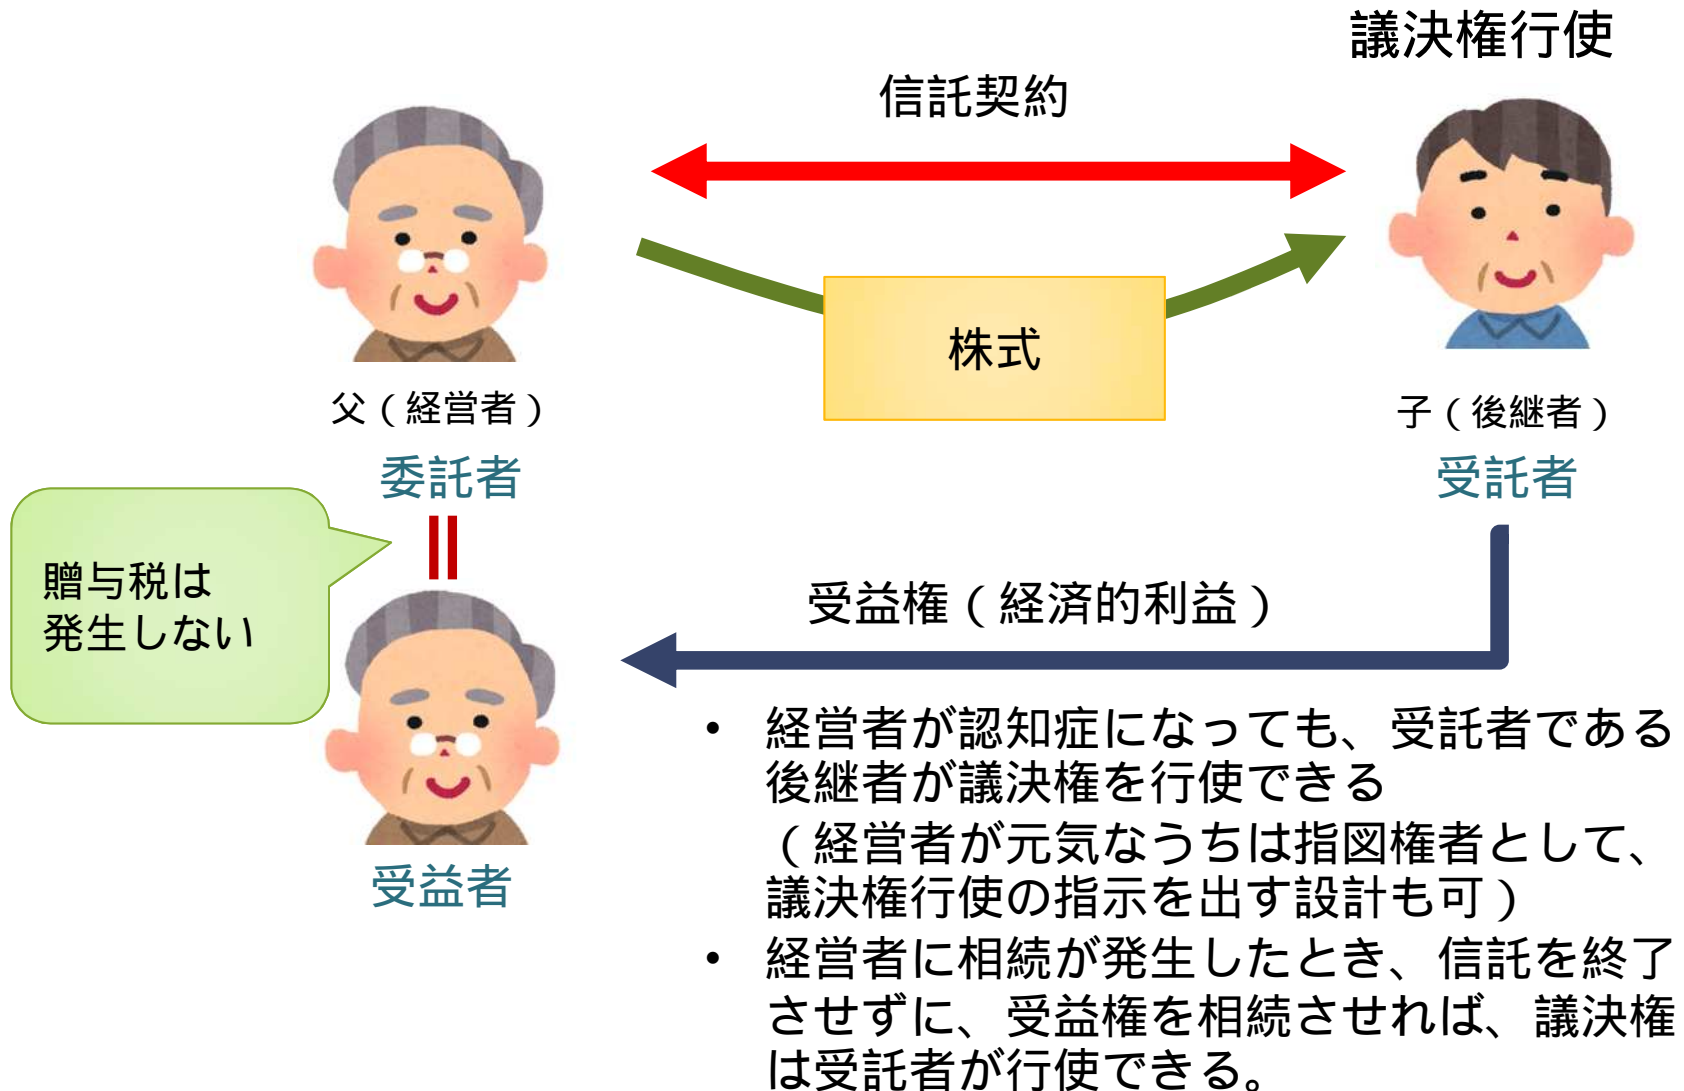 議決権行使
信託契約
株式
父（経営者）
子（後継者）
委託者
受託者
贈与税は
発生しない
受益権（経済的利益）
受益者
• 経営者が認知症になっても、受託者である
後継者が議決権を行使できる
（経営者が元気なうちは指図権者として、
議決権行使の指示を出す設計も可）
• 経営者に相続が発生したとき、信託を終了
させずに、受益権を相続させれば、議決権
は受託者が行使できる。